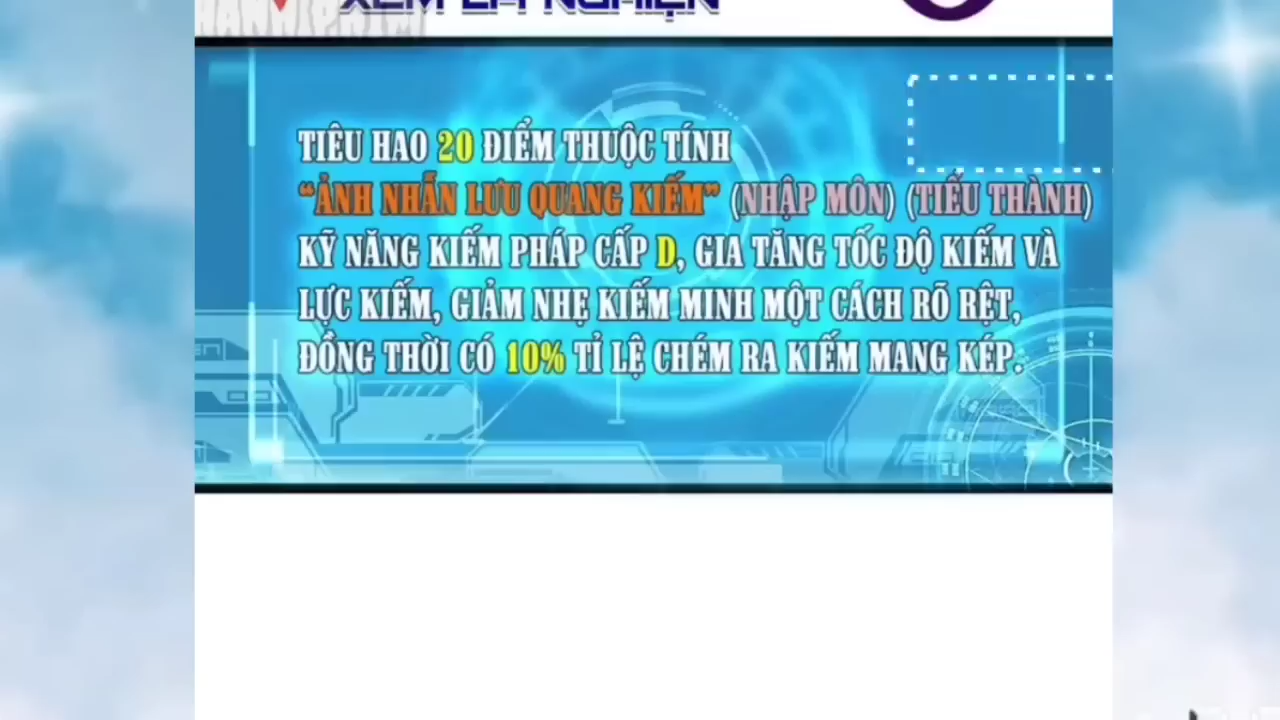 TIÊU HAO 20 ĐIỂM THUỘC TÍNH
“ẢNH NHẪN LƯU QUANG KIẾM” (NHẬP MÔN) (TIỂU THÀNH)
KỸ NĂNG KIẾM PHÁP CẤP D, GIA TĂNG TỐC ĐỘ KIẾM VÀ
LỰC KIẾM, GIẢM NHẸ KIẾM MINH MỘT CÁCH RÕ RỆT,
ĐỒNG THỜI CÓ 10% TỈ LỆ CHÉM RA KIẾM MANG KÉP.